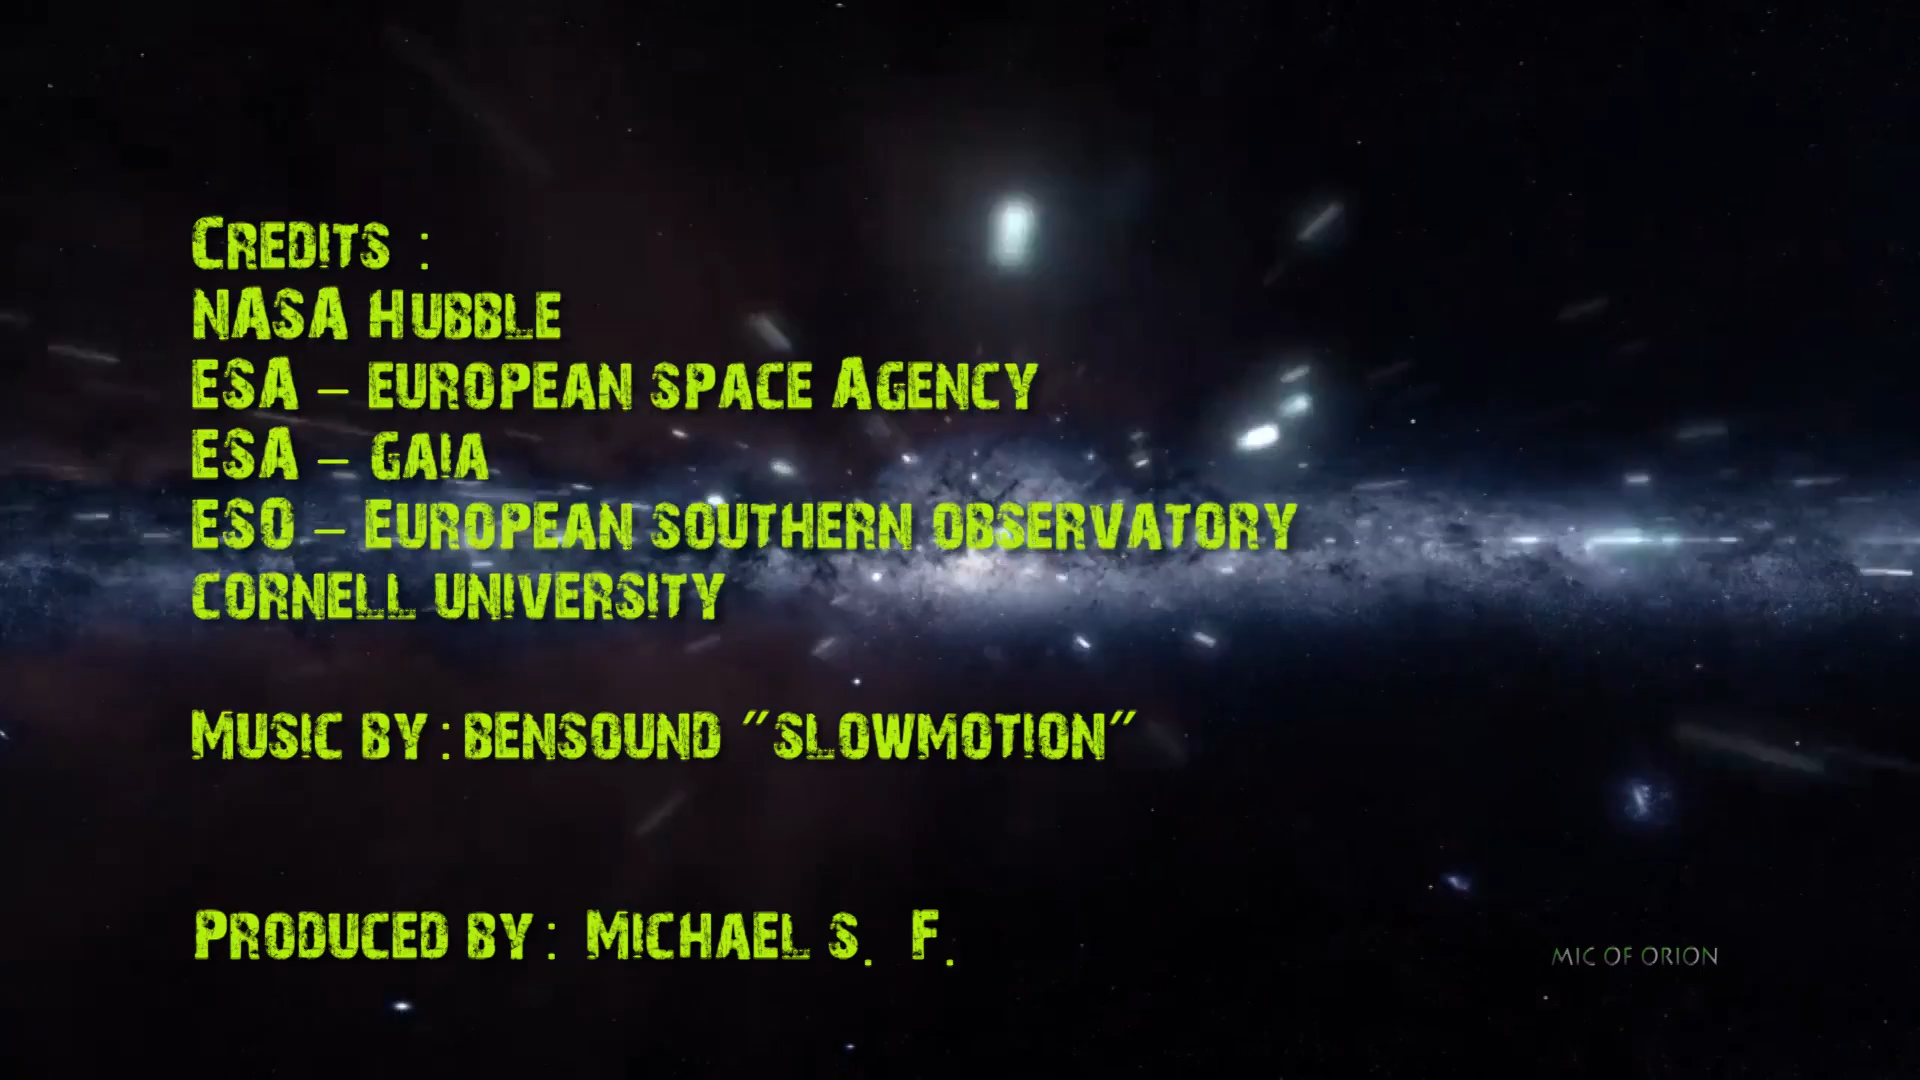 Credits :
NASA Hubble
ESA – european space Agency
ESA – gaia
ESO – European southern observatory
cornell university
Music by : bensound "slowmotion"
Produced by : Michael s. F.
MIC OF ORION